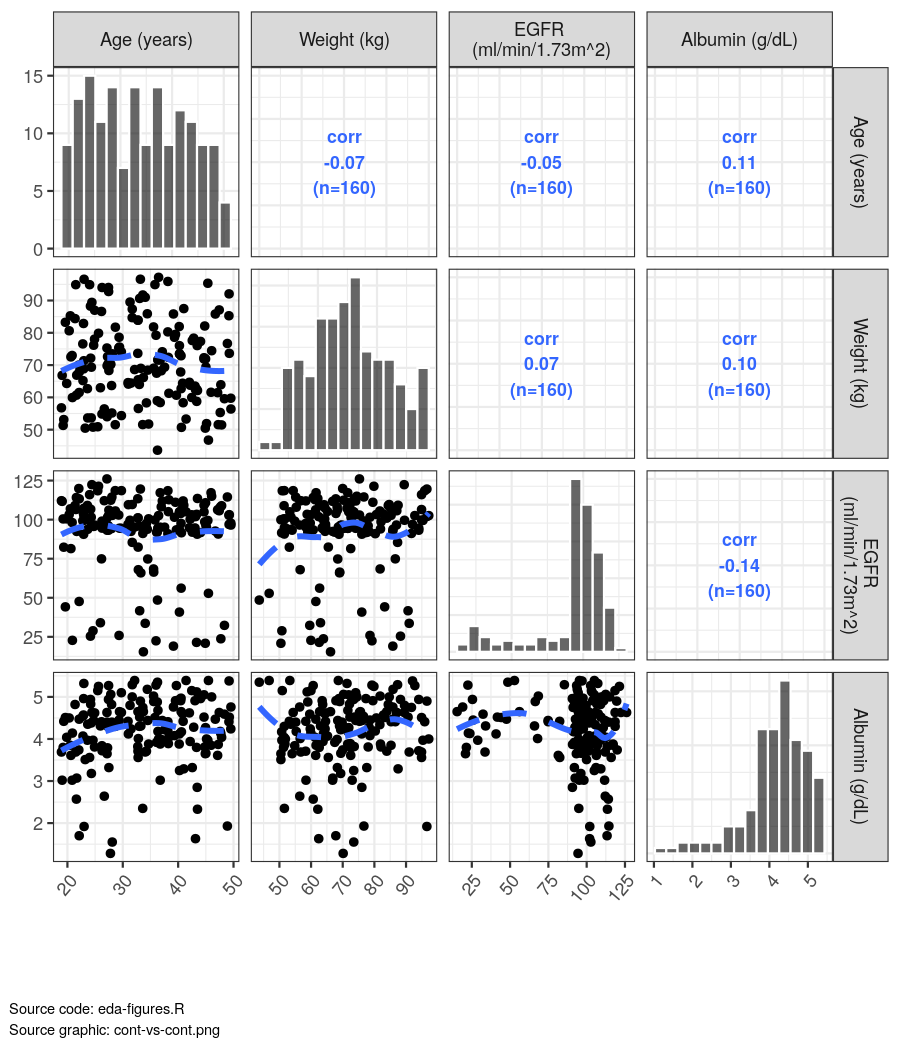 Age (years)
Weight (kg)
EGFR
(ml/min/1.73m^2)
Albumin (g/dL)
15
10
5
0
corr
-0.07
(n=160)
corr
-0.05
(n=160)
corr
0.11
(n=160)
Age (years)
90
80
70
60
50
corr
0.07
(n=160)
corr
0.10
(n=160)
Weight (kg)
125
100
75
50
25
corr
-0.14
(n=160)
EGFR
(ml/min/1.73m^2)
5
4
3
2
Albumin (g/dL)
20 30 40 50
50 60 70 80 90
25 50 75 100 125
1 2 3 4 5
Source code: eda-figures.R
Source graphic: cont-vs-cont.png